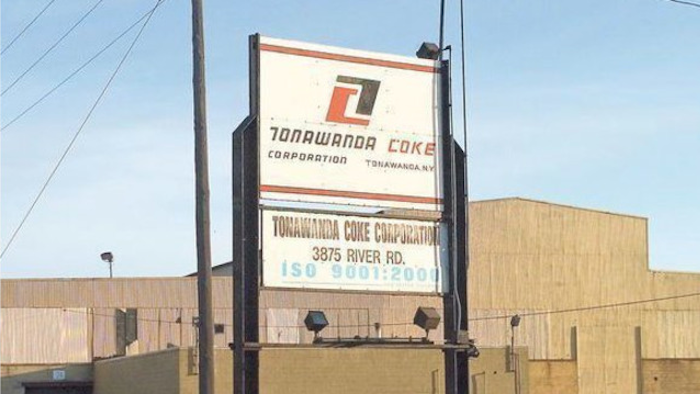 TONAWANDA COKE
CORPORATION TONAWANDA, N.Y.
TONAWANDA COKE CORPORATION
3875 RIVER RD.
ISO 9001:2000